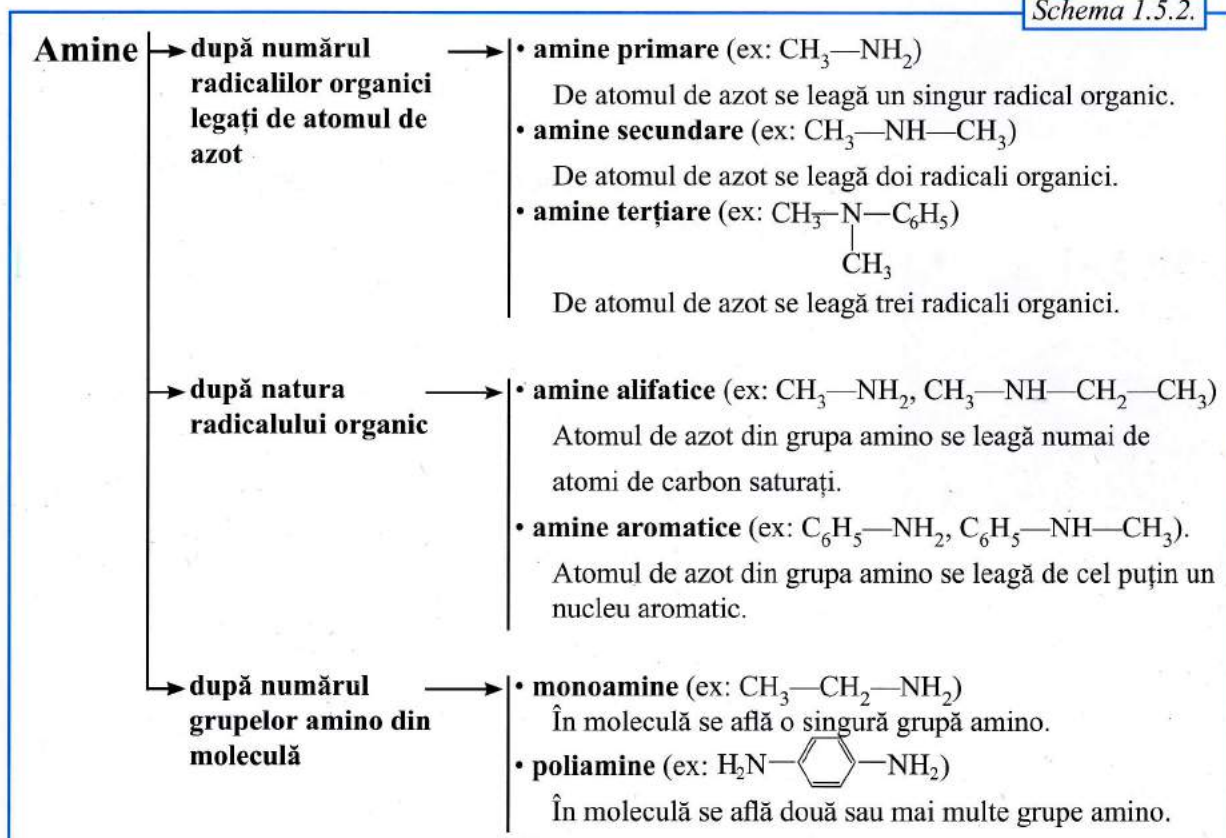 Schema 1.5.2.
Amine
după numărul
radicalilor organici
legați de atomul de
azot
• amine primare (ex: CH₃—NH₂)
De atomul de azot se leagă un singur radical organic.
• amine secundare (ex: CH₃—NH—CH₃)
De atomul de azot se leagă doi radicali organici.
• amine terțiare (ex: CH₃—N—C₆H₅)
CH₃
De atomul de azot se leagă trei radicali organici.
după natura
radicalului organic
• amine alifatice (ex: CH₃—NH₂, CH₃—NH—CH₂—CH₃)
Atomul de azot din grupa amino se leagă numai de
atomi de carbon saturați.
• amine aromatice (ex: C₆H₅—NH₂, C₆H₅—NH—CH₃).
Atomul de azot din grupa amino se leagă de cel puțin un
nucleu aromatic.
după numărul
grupelor amino din
moleculă
• monoamine (ex: CH₃—CH₂—NH₂)
În moleculă se află o singură grupă amino.
• poliamine (ex: H₂N— —NH₂)
În moleculă se află două sau mai multe grupe amino.